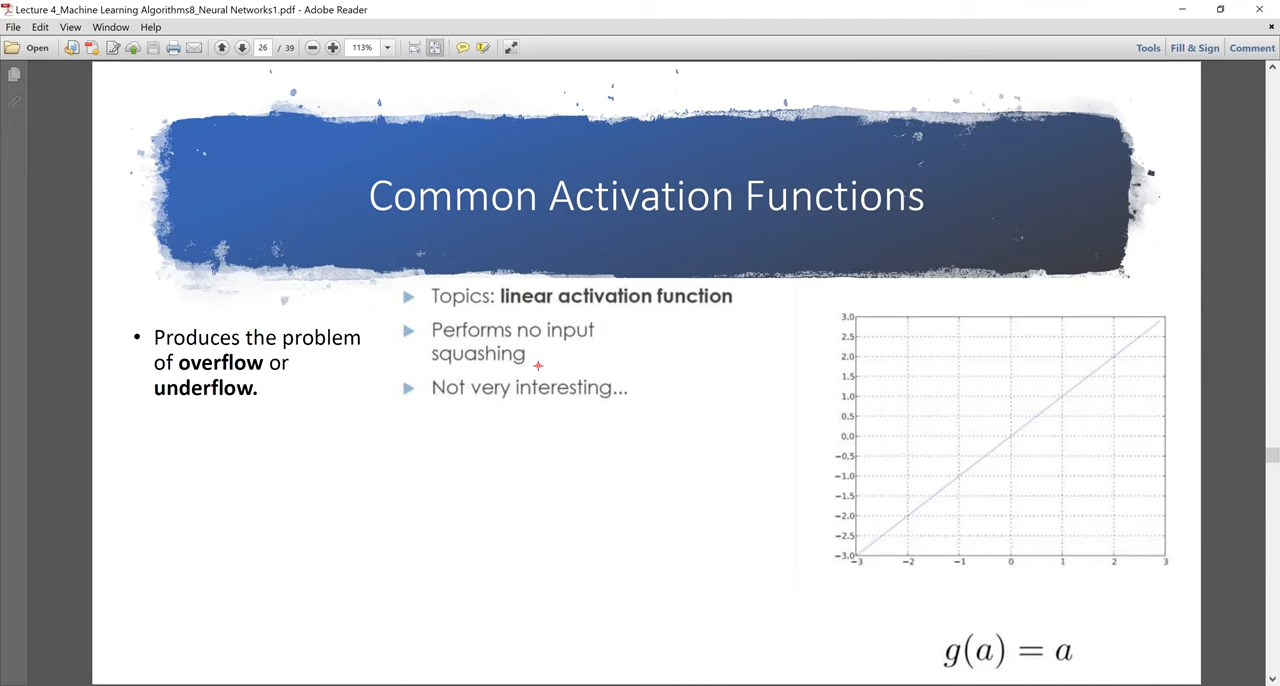 Lecture 4_Machine Learning Algorithms8_Neural Networks1.pdf - Adobe Reader
File Edit View Window Help
Open 26 / 39 113% Tools Fill & Sign Comment
Common Activation Functions
• Produces the problem
of overflow or
underflow.
Topics: linear activation function
Performs no input
squashing
Not very interesting...
3.0
2.5
2.0
1.5
1.0
0.5
0.0
−0.5
−1.0
−1.5
−2.0
−2.5
−3.0
−3 −2 −1 0 1 2 3
g(a) = a